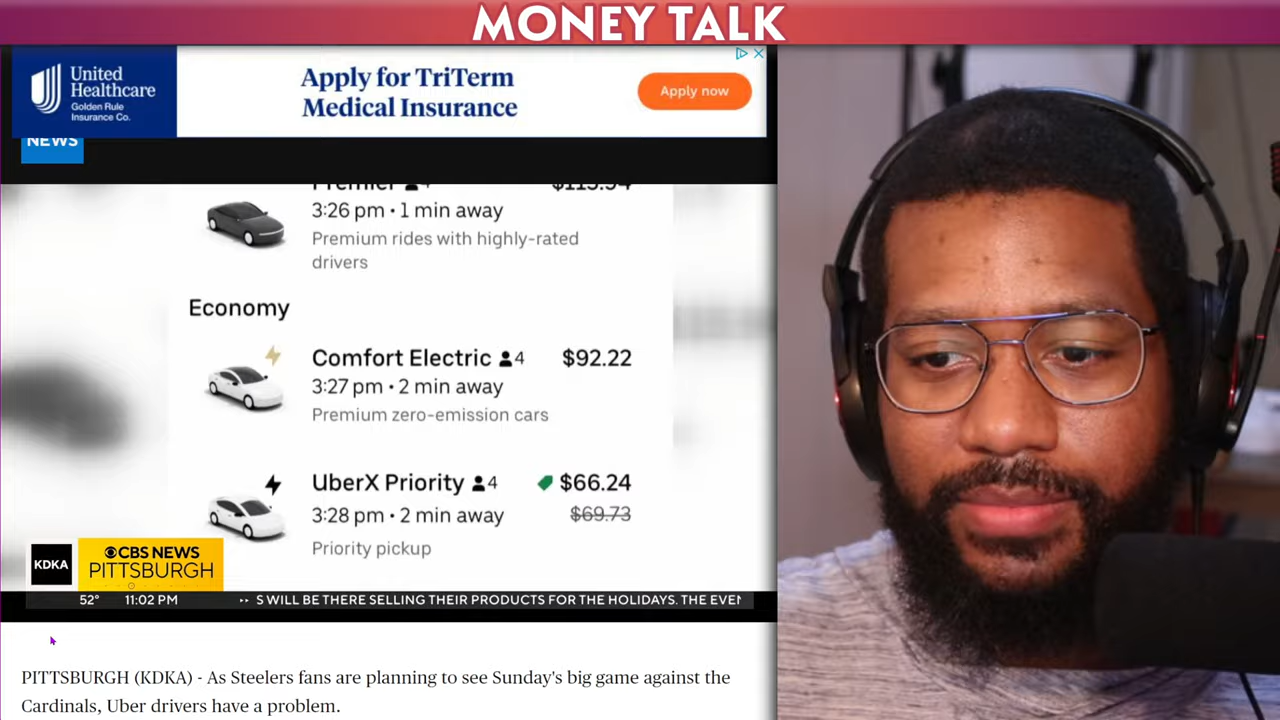 MONEY TALK
United
Healthcare
Golden Rule
Insurance Co.
Apply for TriTerm
Medical Insurance
Apply now
NEWS
Premier 4 $113.94
3:26 pm • 1 min away
Premium rides with highly-rated
drivers
Economy
Comfort Electric 4 $92.22
3:27 pm • 2 min away
Premium zero-emission cars
UberX Priority 4 $66.24
3:28 pm • 2 min away $69.73
Priority pickup
KDKA
CBS NEWS
PITTSBURGH
52° 11:02 PM S WILL BE THERE SELLING THEIR PRODUCTS FOR THE HOLIDAYS. THE EVEN
PITTSBURGH (KDKA) - As Steelers fans are planning to see Sunday's big game against the
Cardinals, Uber drivers have a problem.